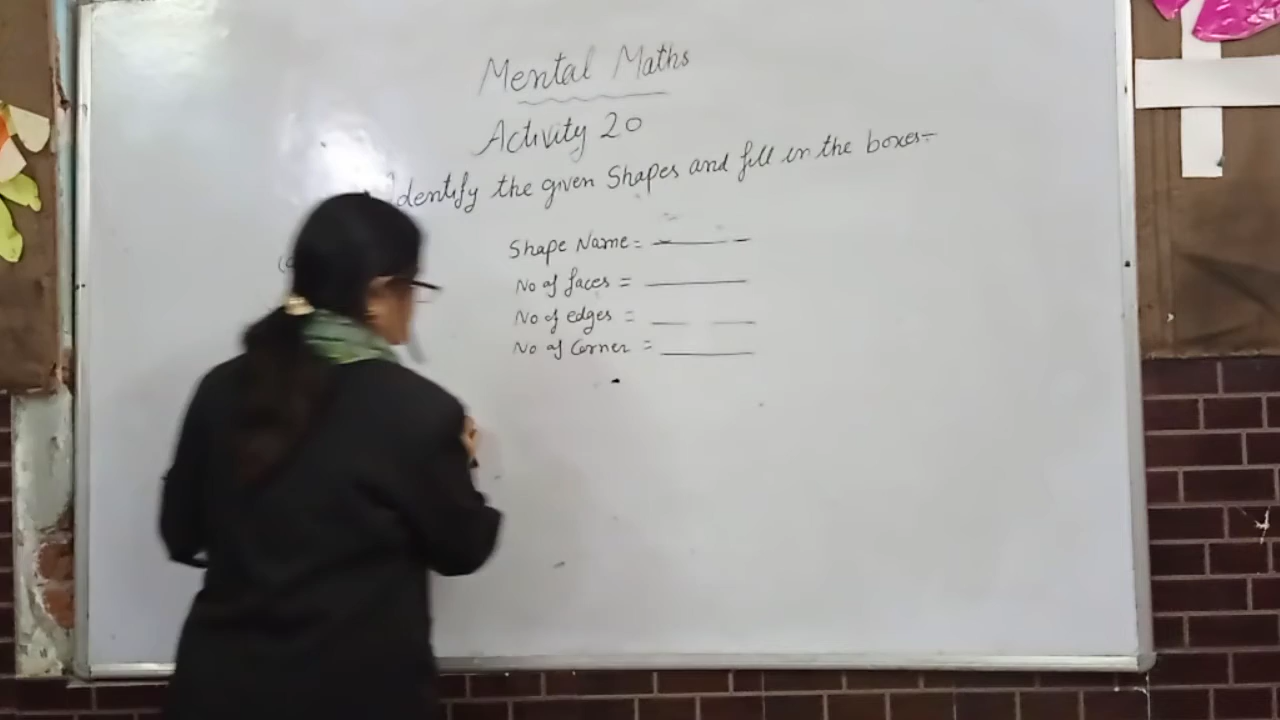 Mental Maths
Activity 20
Identify the given Shapes and fill in the boxes:-
Shape Name =
No of faces =
No of edges =
No of Corner =